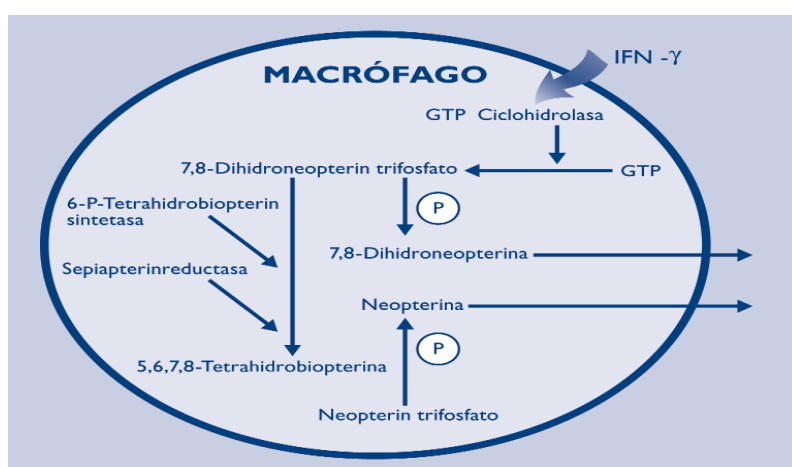 IFN -γ
MACRÓFAGO
GTP Ciclohidrolasa
7,8-Dihidroneopterin trifosfato
GTP
6-P-Tetrahidrobiopterin
sintetasa
P
7,8-Dihidroneopterina
Sepiapterinreductasa
Neopterina
P
5,6,7,8-Tetrahidrobiopterina
Neopterin trifosfato